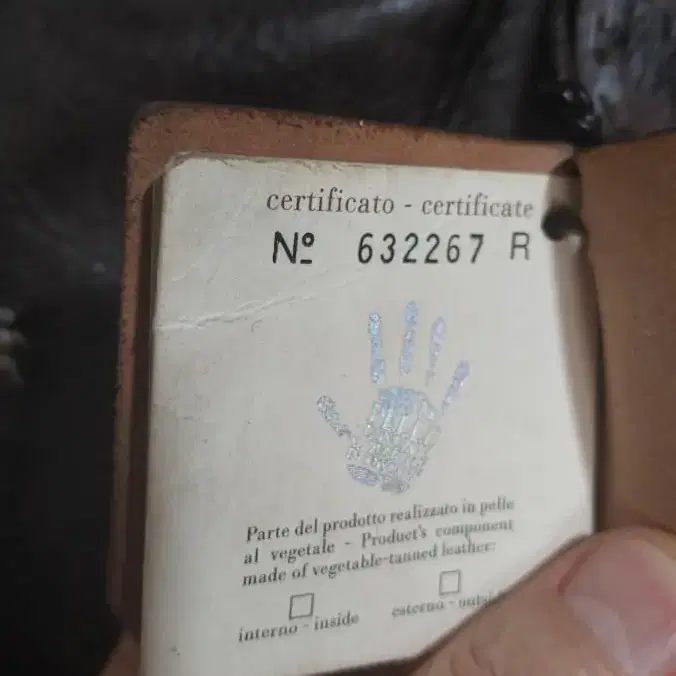 certificato - certificate
Nº 632267 R
Parte del prodotto realizzato in pelle
al vegetale - Product's component
made of vegetable-tanned leather:
interno - inside
esterno - outside